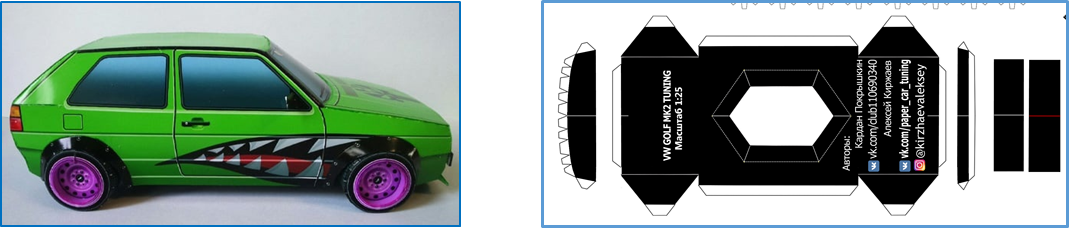 VW GOLF MK2 TUNING
Масштаб 1:25
Авторы:
Кардан Покрышкин
vk.com/club110690340
Алексей Киржаев
vk.com/paper_car_tuning
@kirzhaevaleksey